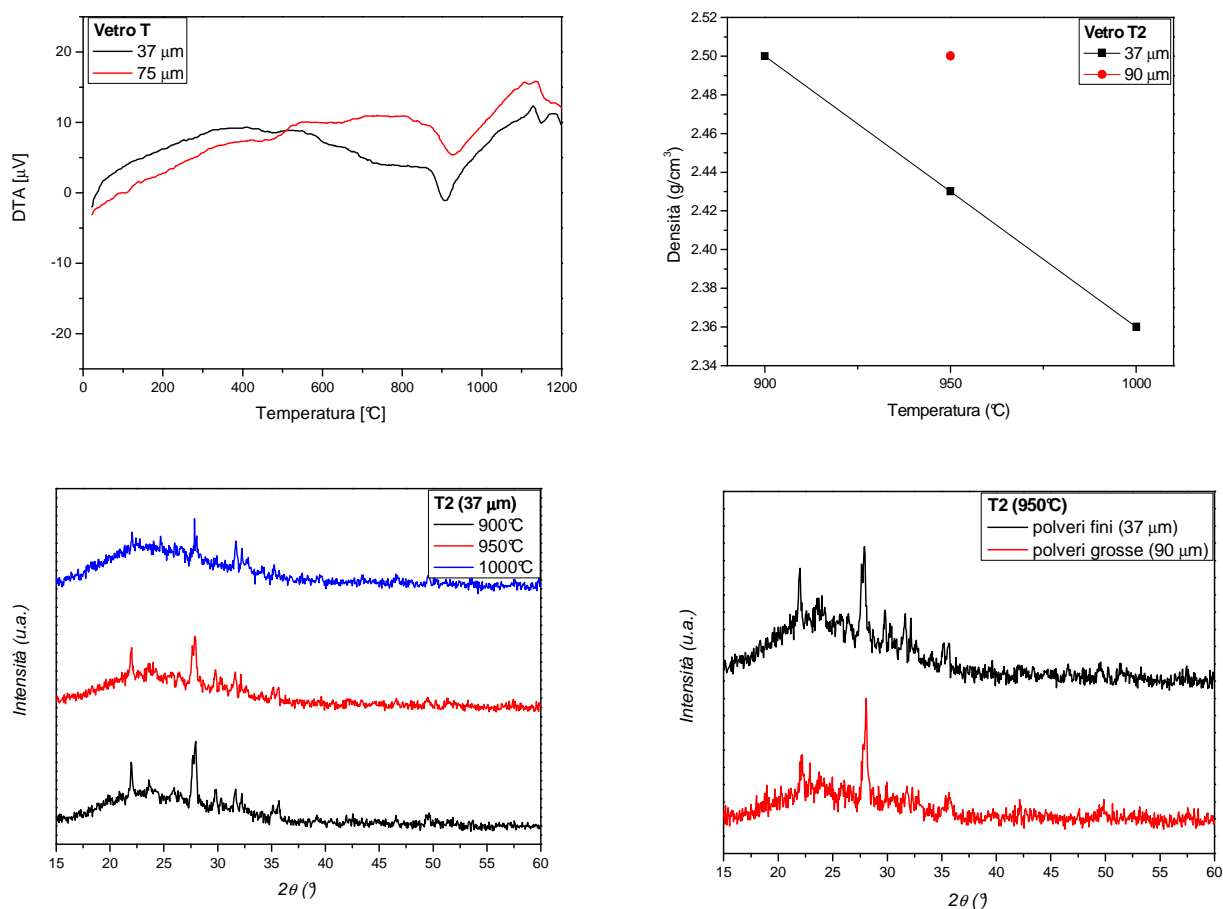 Vetro T
37 μm
75 μm
20
10
0
-10
-20
DTA [μV]
0
200
400
600
800
1000
1200
Temperatura [°C]
Vetro T2
37 μm
90 μm
2.52
2.50
2.48
2.46
2.44
2.42
2.40
2.38
2.36
2.34
Densità (g/cm³)
900
950
1000
Temperatura (°C)
T2 (37 μm)
900°C
950°C
1000°C
Intensità (u.a.)
15
20
25
30
35
40
45
50
55
60
2θ (°)
T2 (950°C)
polveri fini (37 μm)
polveri grosse (90 μm)
Intensità (u.a.)
15
20
25
30
35
40
45
50
55
60
2θ (°)